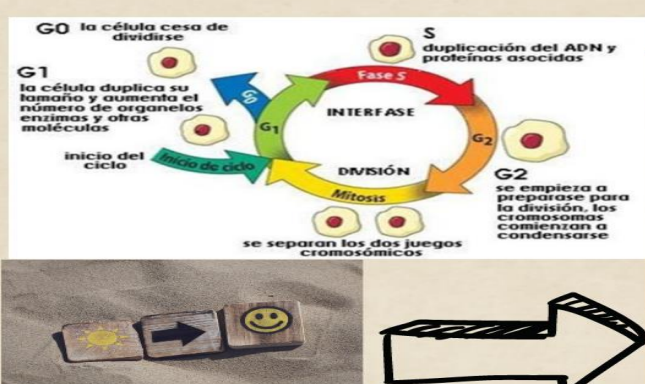 G0 la célula cesa de
dividirse
S
duplicación del ADN y
proteínas asocidas
G1
la célula duplica su
tamaño y aumenta el
número de organelos
enzimas y otras
moléculas
Fase S
G0
INTERFASE
G1
G2
inicio del
ciclo
Inicio de ciclo
DIVISIÓN
Mitosis
G2
se empieza a
preparase para
la división, los
cromosomas
comienzan a
condensarse
se separan los dos juegos
cromosómicos